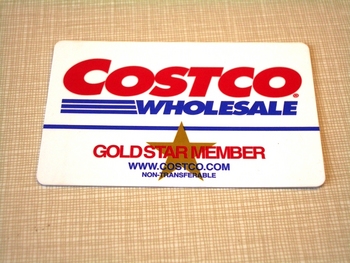 COSTCO®
WHOLESALE
GOLD STAR MEMBER
WWW.COSTCO.COM
NON-TRANSFERABLE